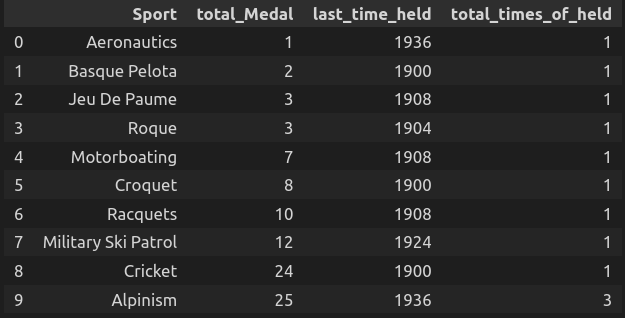 Sport total_Medal last_time_held total_times_of_held
0 Aeronautics 1 1936 1
1 Basque Pelota 2 1900 1
2 Jeu De Paume 3 1908 1
3 Roque 3 1904 1
4 Motorboating 7 1908 1
5 Croquet 8 1900 1
6 Racquets 10 1908 1
7 Military Ski Patrol 12 1924 1
8 Cricket 24 1900 1
9 Alpinism 25 1936 3